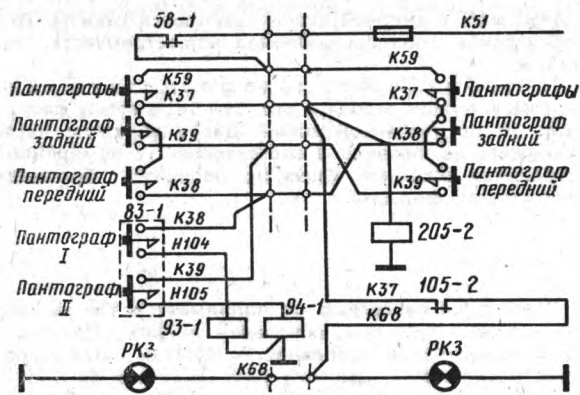 58-1
К51
К59
К59
Пантографы
К37
К37
Пантографы
Пантограф
задний
К39
К38
Пантограф
задний
Пантограф
передний
К38
К39
Пантограф
передний
83-1
К38
Пантограф
I
Н104
205-2
К39
Пантограф
II
Н105
К37
105-2
94-1
К68
93-1
РКЗ
К68
РКЗ